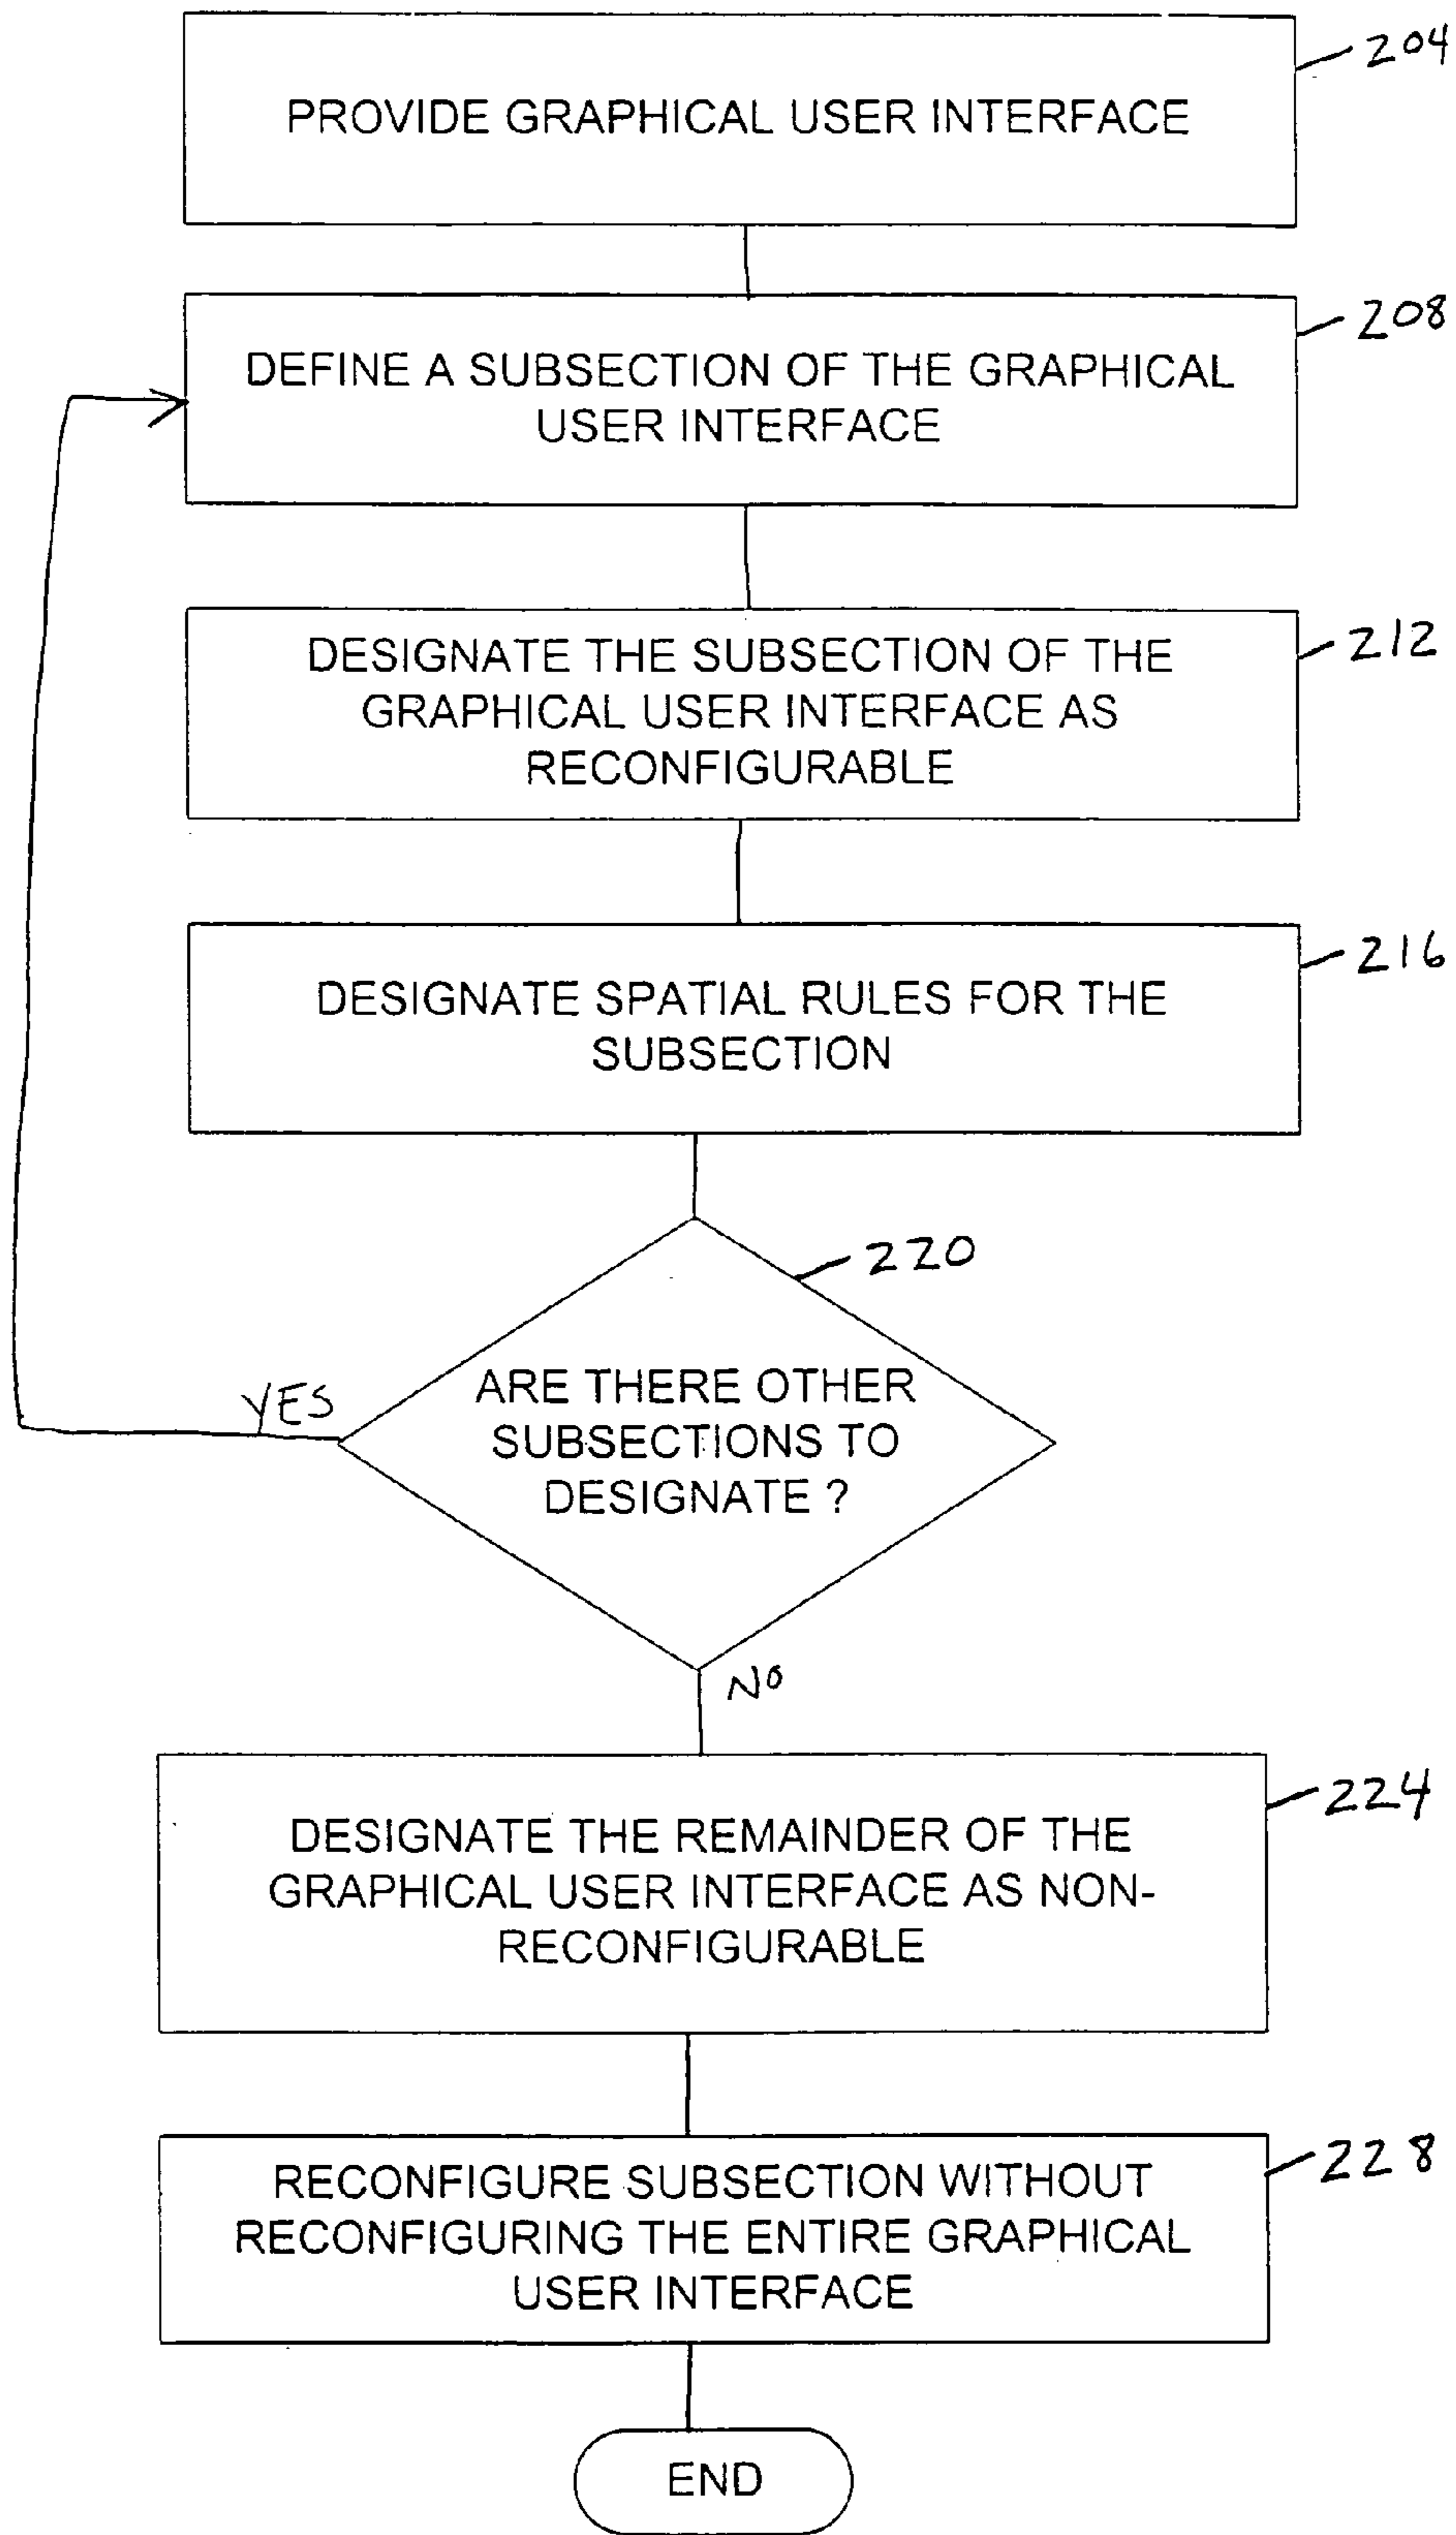 204
PROVIDE GRAPHICAL USER INTERFACE
208
DEFINE A SUBSECTION OF THE GRAPHICAL
USER INTERFACE
212
DESIGNATE THE SUBSECTION OF THE
GRAPHICAL USER INTERFACE AS
RECONFIGURABLE
216
DESIGNATE SPATIAL RULES FOR THE
SUBSECTION
220
YES
ARE THERE OTHER
SUBSECTIONS TO
DESIGNATE ?
NO
224
DESIGNATE THE REMAINDER OF THE
GRAPHICAL USER INTERFACE AS NON-
RECONFIGURABLE
228
RECONFIGURE SUBSECTION WITHOUT
RECONFIGURING THE ENTIRE GRAPHICAL
USER INTERFACE
END